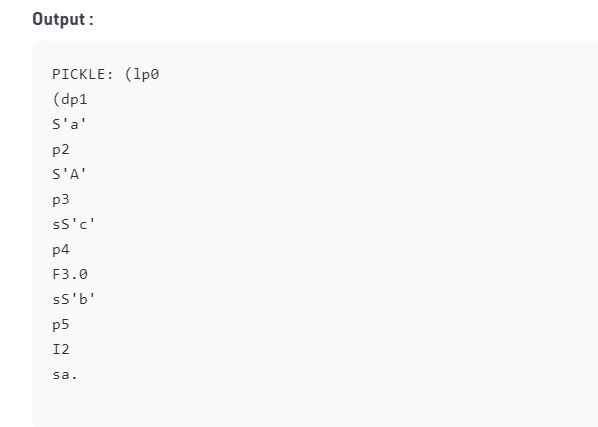 Output :
PICKLE: (lp0
(dp1
S'a'
p2
S'A'
p3
sS'c'
p4
F3.0
sS'b'
p5
I2
sa.